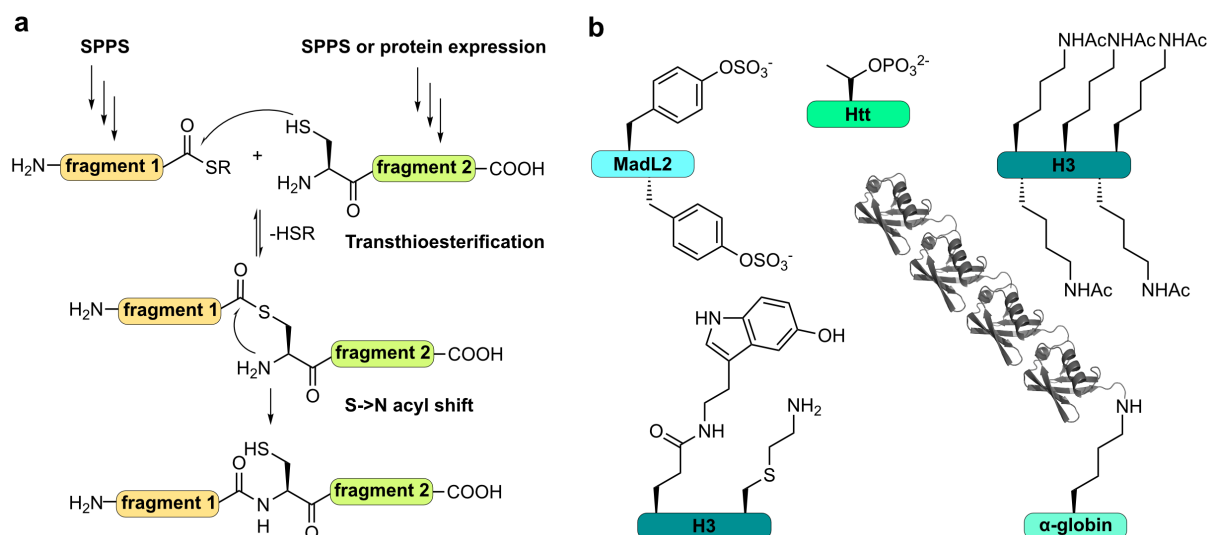 a
SPPS
SPPS or protein expression
H₂N
fragment 1
O
SR
+
HS
H₂N
O
fragment 2
COOH
-HSR
Transthioesterification
H₂N
fragment 1
O
S
H₂N
O
fragment 2
COOH
S->N acyl shift
H₂N
fragment 1
O
HS
N
H
O
fragment 2
COOH
b
OSO₃⁻
MadL2
OSO₃⁻
OPO₃²⁻
Htt
NHAc NHAc NHAc
H3
NHAc
NHAc
HN
OH
O
NH
NH₂
S
H3
NH
α-globin